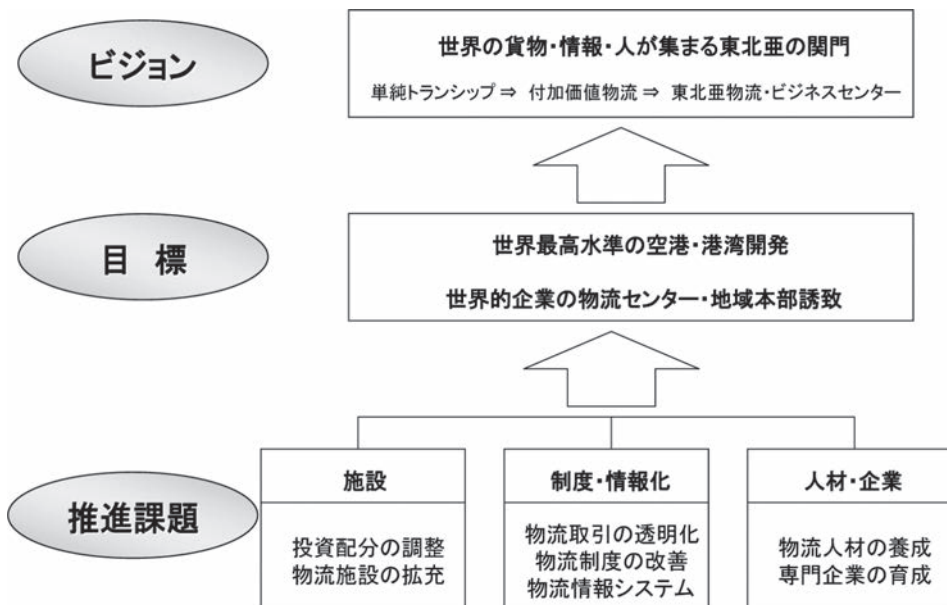 ビジョン
世界の貨物・情報・人が集まる東北亜の関門
単純トランシップ⇒ 付加価値物流⇒ 東北亜物流・ビジネスセンター
目 標
世界最高水準の空港・港湾開発
世界的企業の物流センター・地域本部誘致
推進課題
施設
投資配分の調整
物流施設の拡充
制度・情報化
物流取引の透明化
物流制度の改善
物流情報システム
人材・企業
物流人材の養成
専門企業の育成